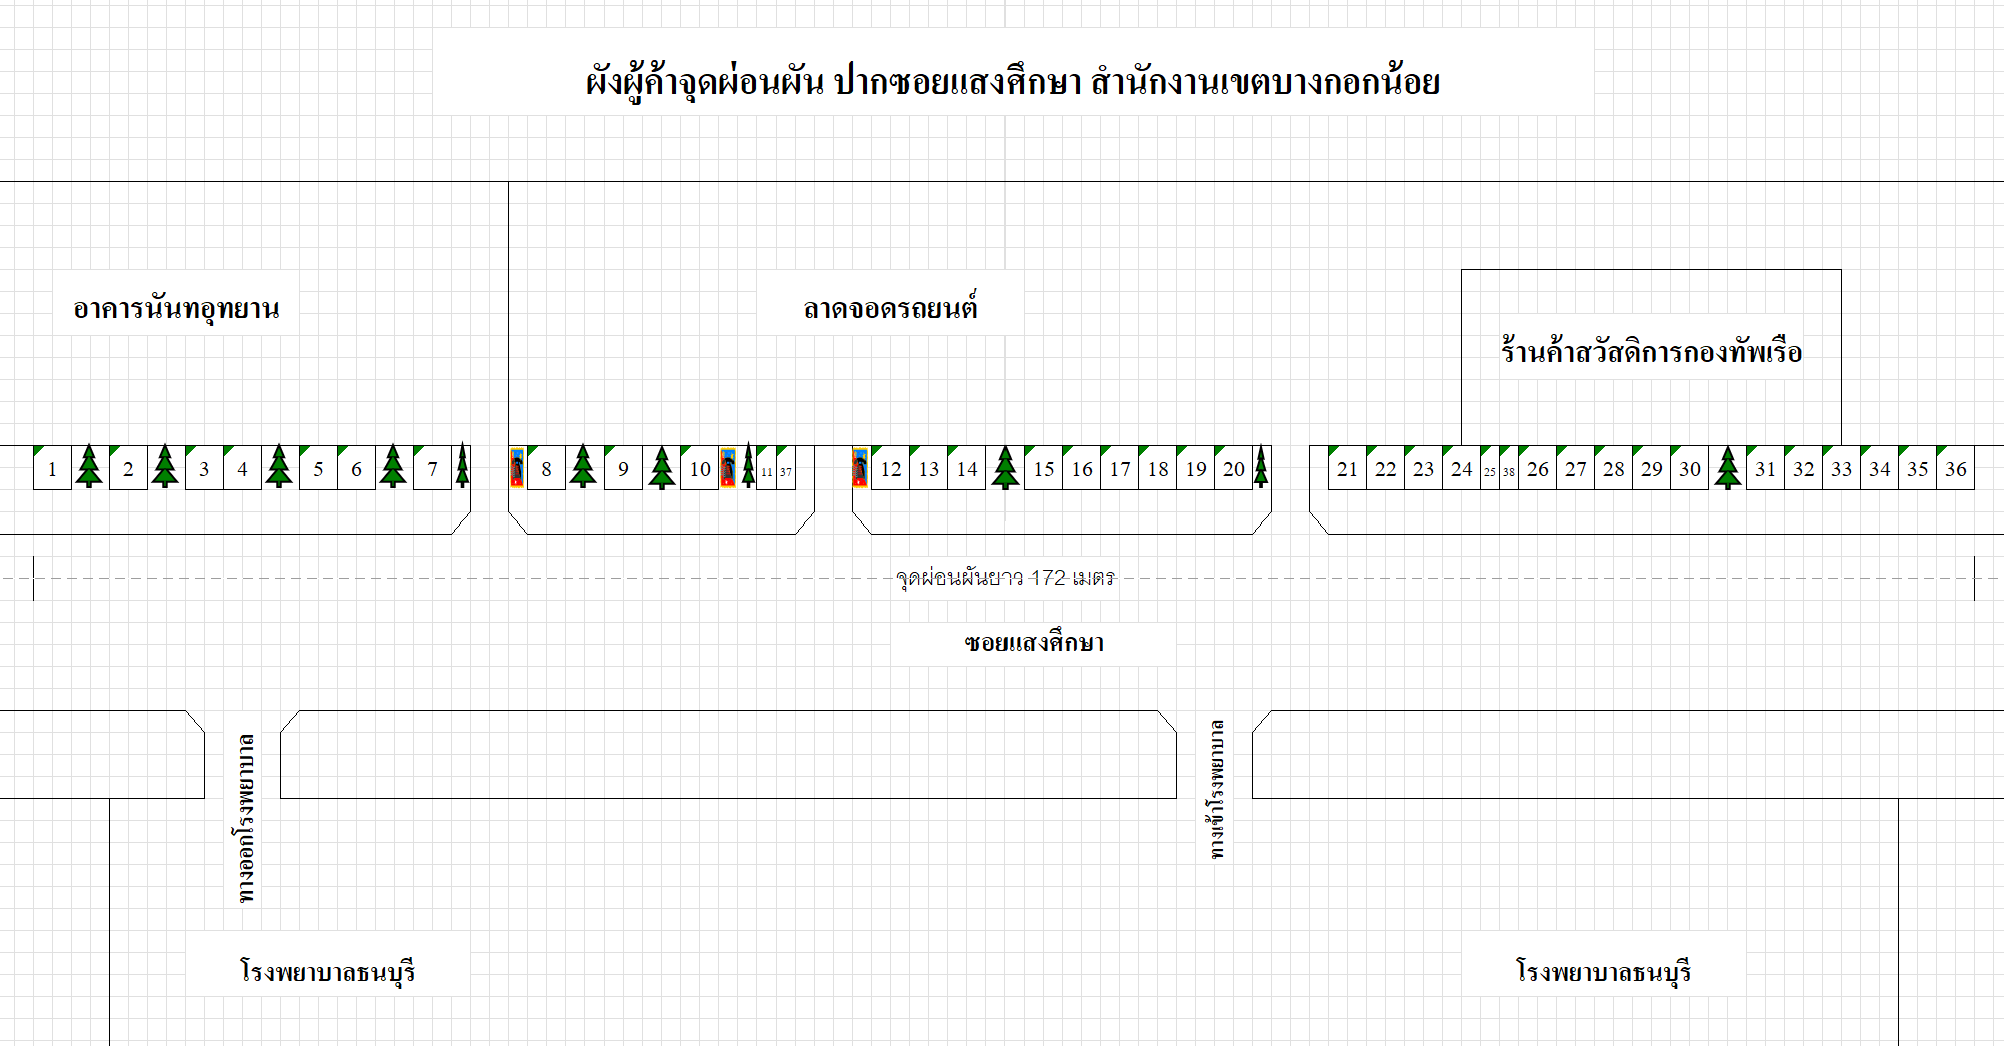 ผังผู้ค้าจุดผ่อนผัน ปากซอยแสงศึกษา สำนักงานเขตบางกอกน้อย
อาคารนันทอุทยาน
ลาดจอดรถยนต์
ร้านค้าสวัสดิการกองทัพเรือ
1 2 3 4 5 6 7 8 9 10 11 37 12 13 14 15 16 17 18 19 20 21 22 23 24 25 38 26 27 28 29 30 31 32 33 34 35 36
จุดผ่อนผันยาว 172 เมตร
ซอยแสงศึกษา
ทางออกโรงพยาบาล
ทางเข้าโรงพยาบาล
โรงพยาบาลธนบุรี
โรงพยาบาลธนบุรี